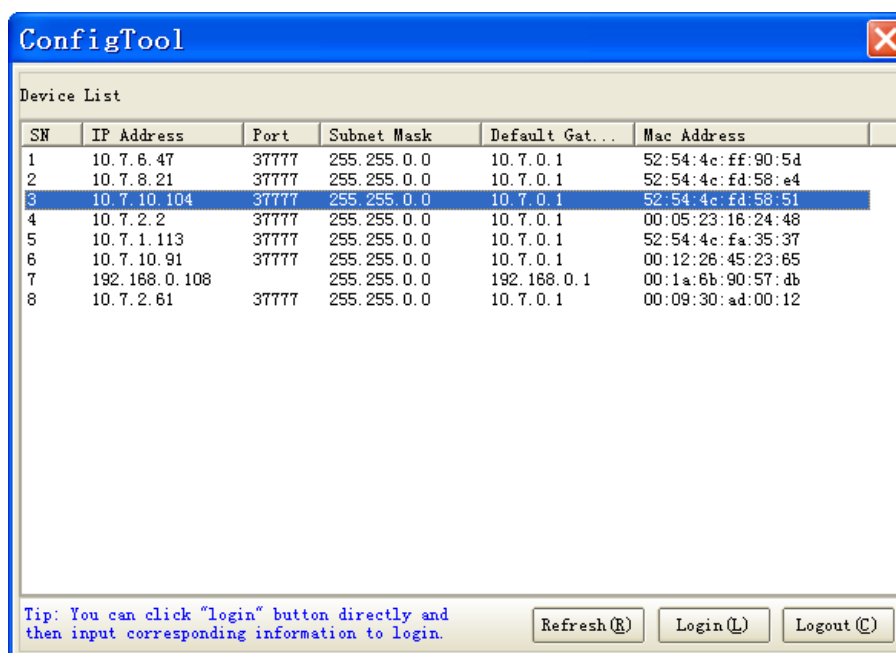 ConfigTool
Device List
SN IP Address Port Subnet Mask Default Gat... Mac Address
1 10.7.6.47 37777 255.255.0.0 10.7.0.1 52:54:4c:ff:90:5d
2 10.7.8.21 37777 255.255.0.0 10.7.0.1 52:54:4c:fd:58:e4
3 10.7.10.104 37777 255.255.0.0 10.7.0.1 52:54:4c:fd:58:51
4 10.7.2.2 37777 255.255.0.0 10.7.0.1 00:05:23:16:24:48
5 10.7.1.113 37777 255.255.0.0 10.7.0.1 52:54:4c:fa:35:37
6 10.7.10.91 37777 255.255.0.0 10.7.0.1 00:12:26:45:23:65
7 192.168.0.108 255.255.0.0 192.168.0.1 00:1a:6b:90:57:db
8 10.7.2.61 37777 255.255.0.0 10.7.0.1 00:09:30:ad:00:12
Tip: You can click "login" button directly and
then input corresponding information to login.
Refresh(R) Login(L) Logout(C)